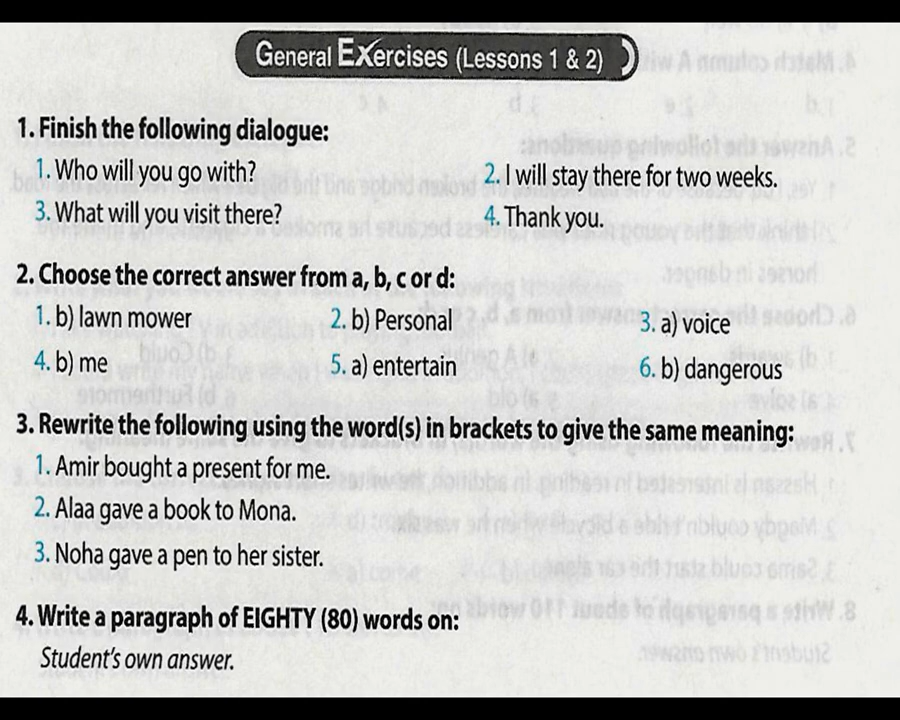 General Exercises (Lessons 1 & 2)
1. Finish the following dialogue:
1. Who will you go with? 2. I will stay there for two weeks.
3. What will you visit there? 4. Thank you.
2. Choose the correct answer from a, b, c or d:
1. b) lawn mower 2. b) Personal 3. a) voice
4. b) me 5. a) entertain 6. b) dangerous
3. Rewrite the following using the word(s) in brackets to give the same meaning:
1. Amir bought a present for me.
2. Alaa gave a book to Mona.
3. Noha gave a pen to her sister.
4. Write a paragraph of EIGHTY (80) words on:
Student's own answer.